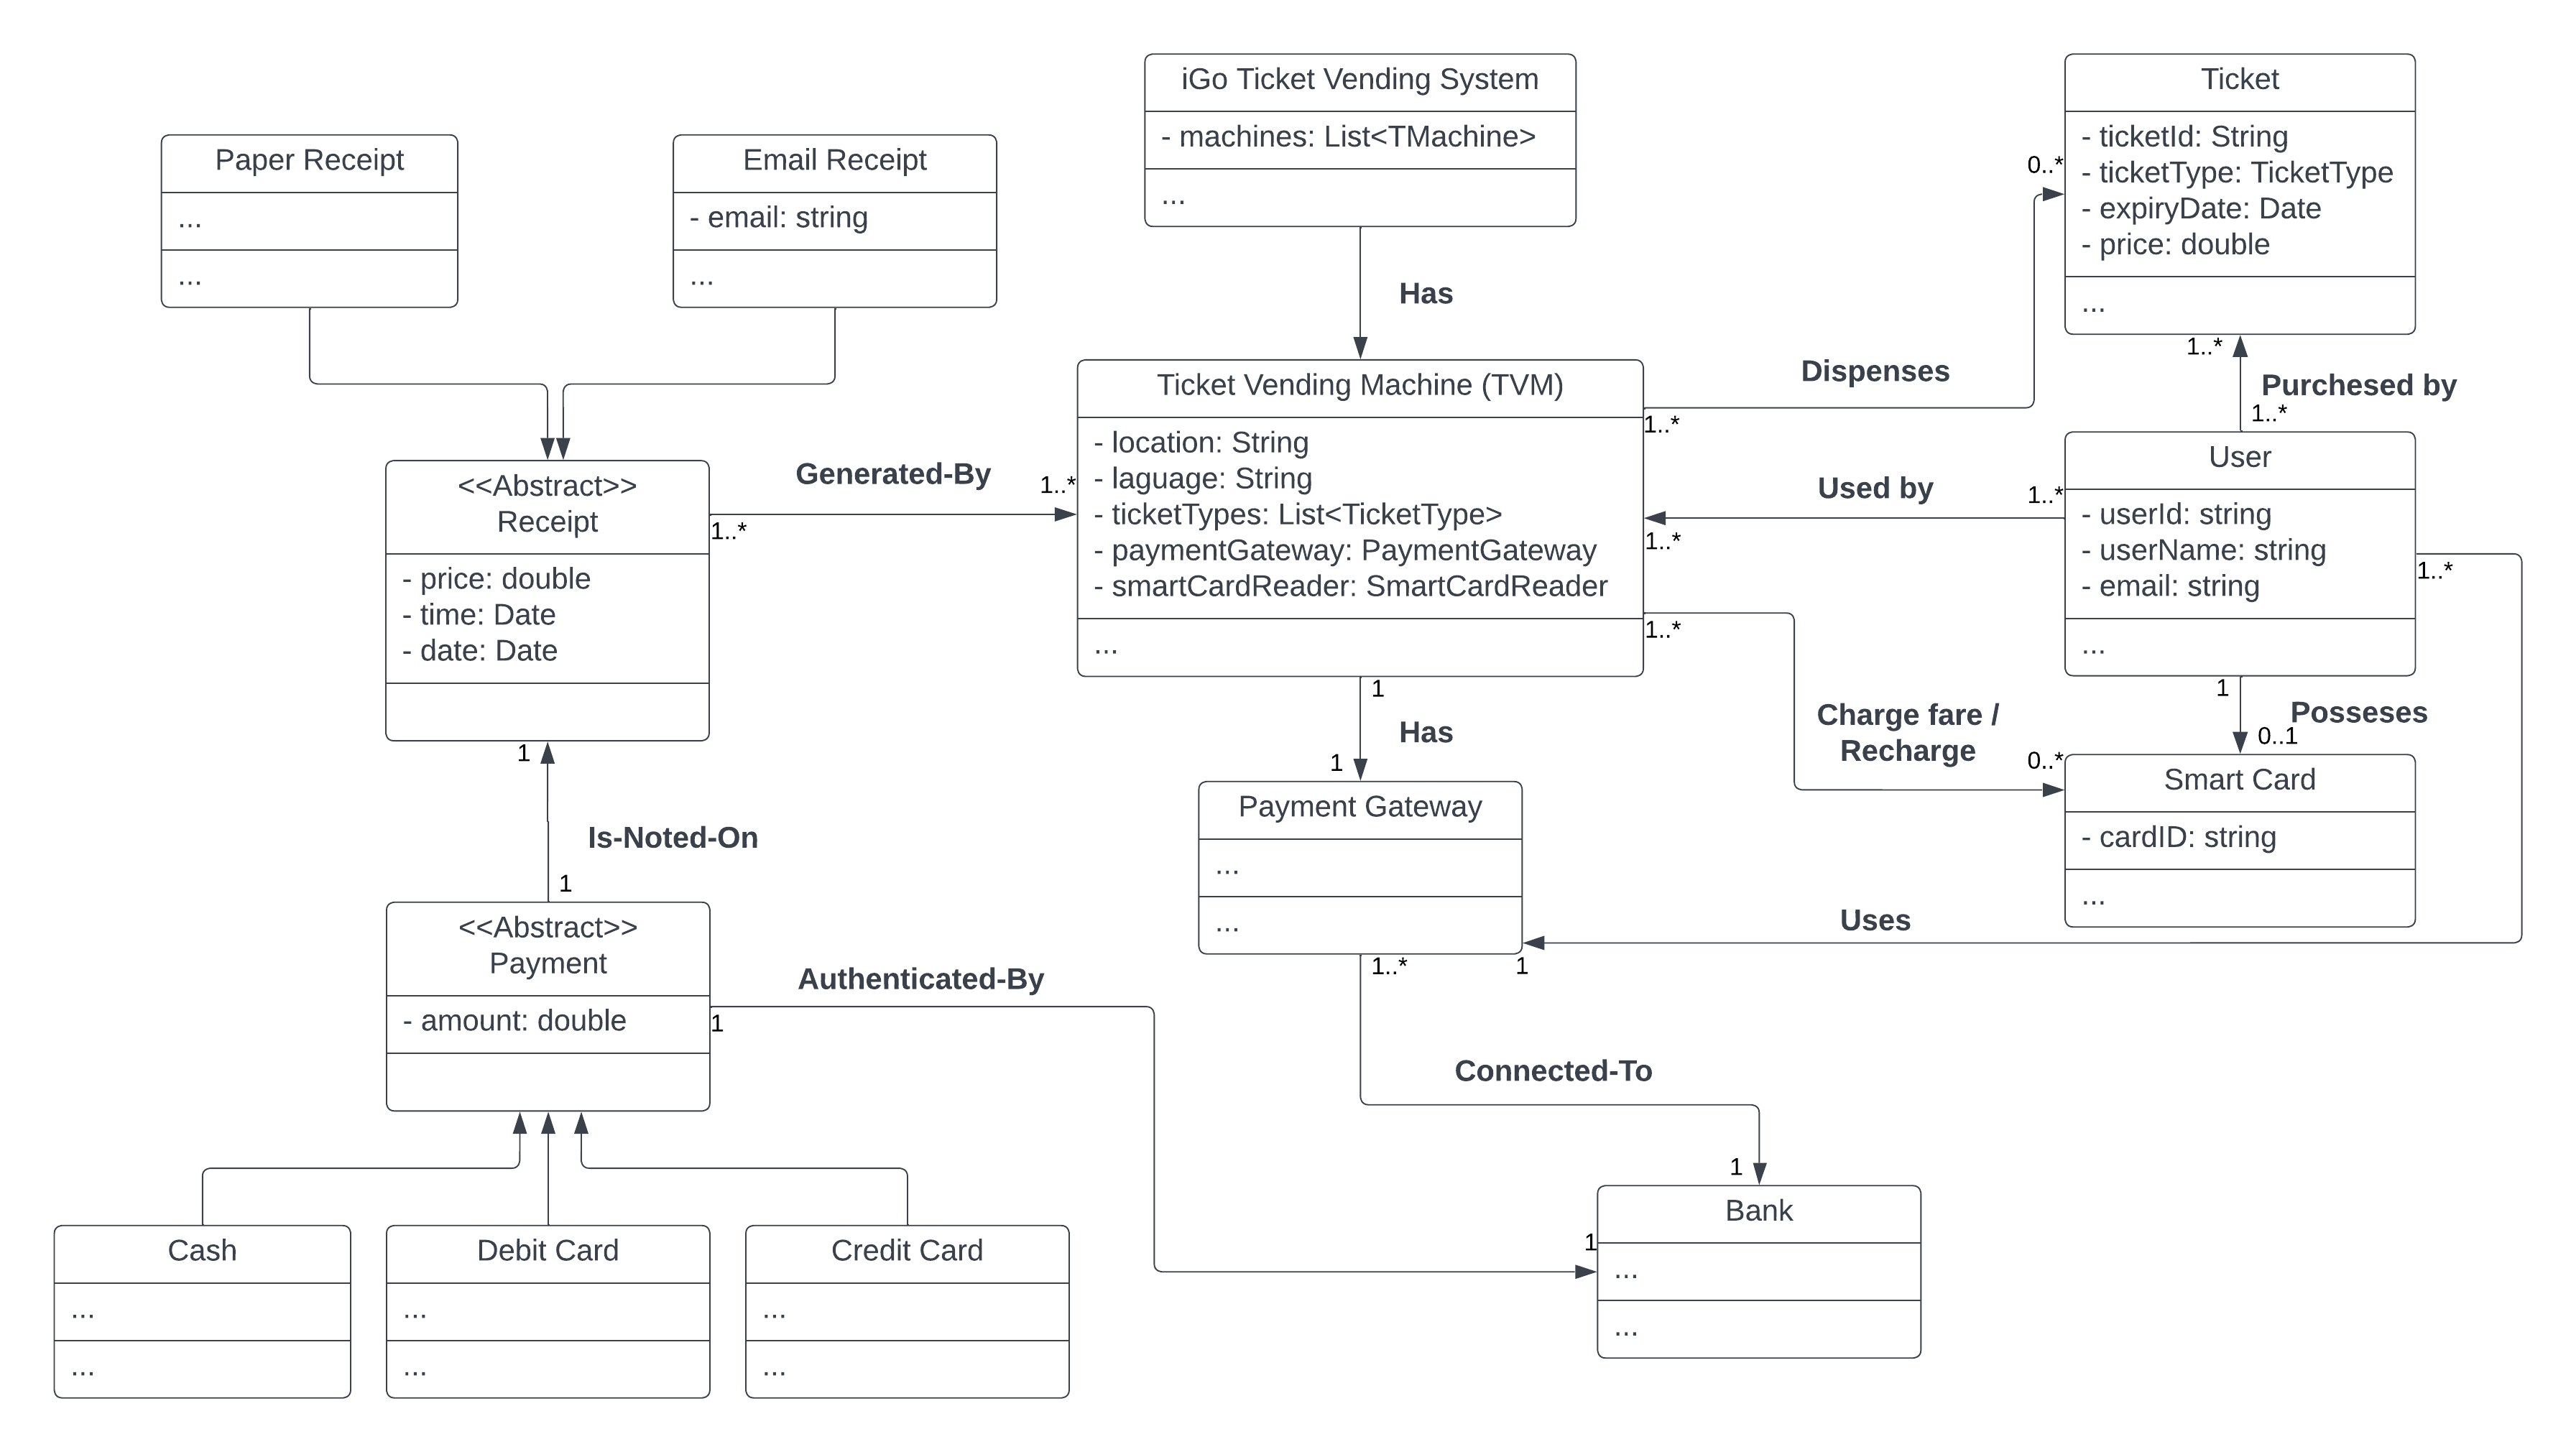 iGo Ticket Vending System
- machines: List<TMachine>
...
Ticket
- ticketId: String
- ticketType: TicketType
- expiryDate: Date
- price: double
...
Paper Receipt
...
...
Email Receipt
- email: string
...
Has
0..*
1..*
Dispenses
1..*
Purchesed by
1..*
Ticket Vending Machine (TVM)
- location: String
- laguage: String
- ticketTypes: List<TicketType>
- paymentGateway: PaymentGateway
- smartCardReader: SmartCardReader
...
User
- userId: string
- userName: string
- email: string
...
<<Abstract>>
Receipt
- price: double
- time: Date
- date: Date
Generated-By
1..*
1..*
Used by
1..*
1..*
1..*
1..*
1
Has
1
Charge fare /
Recharge
0..*
1
Posseses
0..1
Smart Card
- cardID: string
...
Payment Gateway
...
...
1
Is-Noted-On
1
Uses
1
1..*
<<Abstract>>
Payment
- amount: double
Authenticated-By
1
Connected-To
1
1
Bank
...
...
Cash
...
...
Debit Card
...
...
Credit Card
...
...